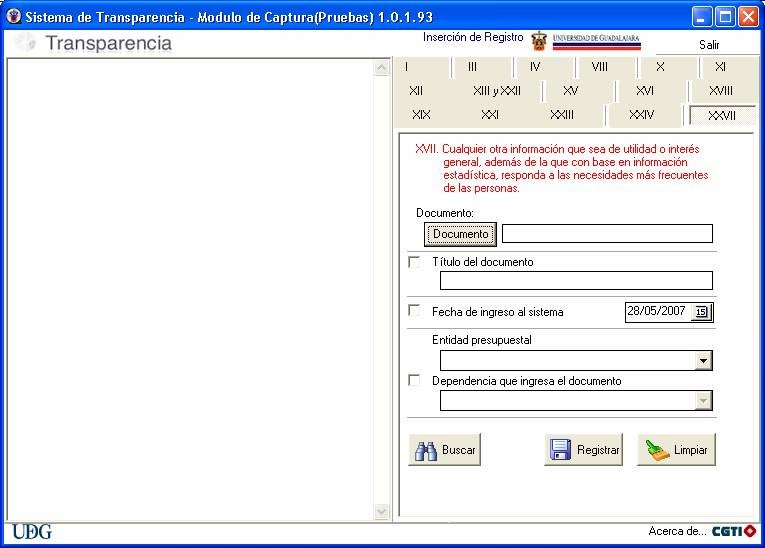 Sistema de Transparencia - Modulo de Captura(Pruebas) 1.0.1.93
Transparencia
Inserción de Registro
UNIVERSIDAD DE GUADALAJARA
Salir
I III IV VIII X XI
XII XIII y XXII XV XVI XVIII
XIX XXI XXIII XXIV XXVII
XVII. Cualquier otra información que sea de utilidad o interés
general, además de la que con base en información
estadística, responda a las necesidades más frecuentes
de las personas.
Documento:
Documento
Título del documento
Fecha de ingreso al sistema 28/05/2007 15
Entidad presupuestal
Dependencia que ingresa el documento
Buscar Registrar Limpiar
UDG
Acerca de... CGTI